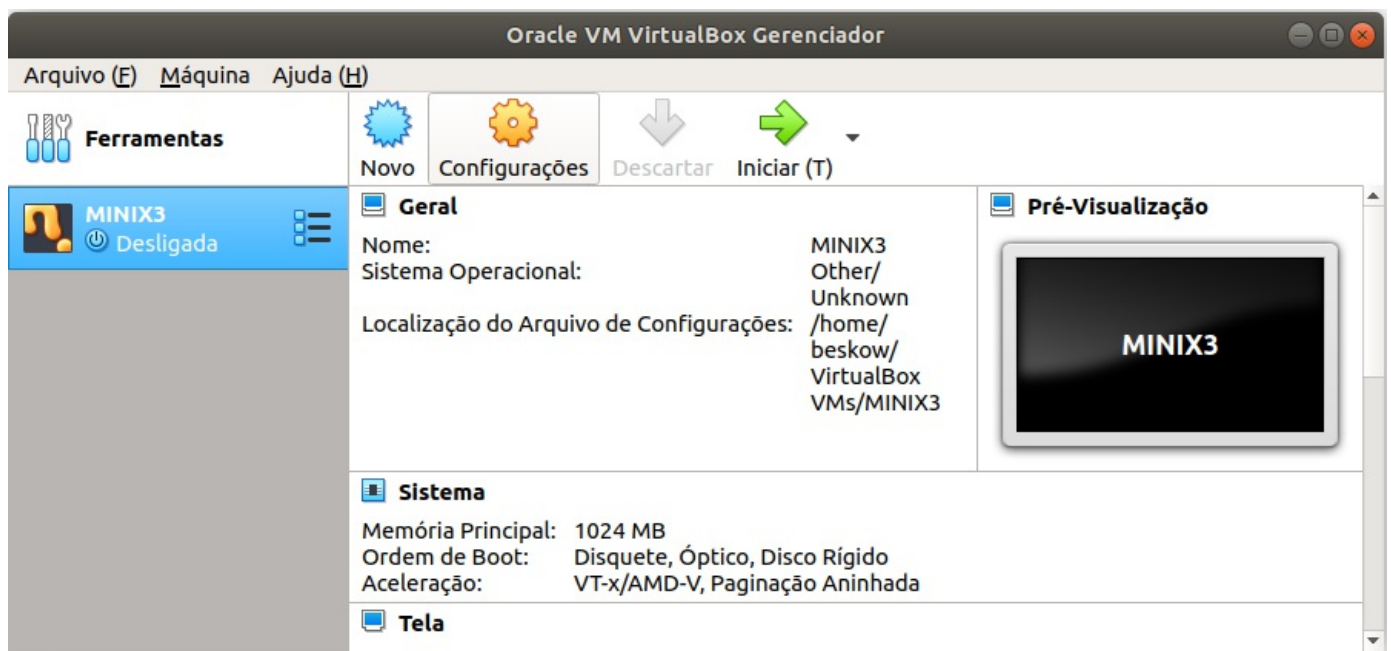 Oracle VM VirtualBox Gerenciador
Arquivo (F) Máquina Ajuda (H)
Ferramentas
Novo Configurações Descartar Iniciar (T)
MINIX3
Desligada
Geral
Nome: MINIX3
Sistema Operacional: Other/
Unknown
Localização do Arquivo de Configurações: /home/
beskow/
VirtualBox
VMs/MINIX3
Pré-Visualização
MINIX3
Sistema
Memória Principal: 1024 MB
Ordem de Boot: Disquete, Óptico, Disco Rígido
Aceleração: VT-x/AMD-V, Paginação Aninhada
Tela